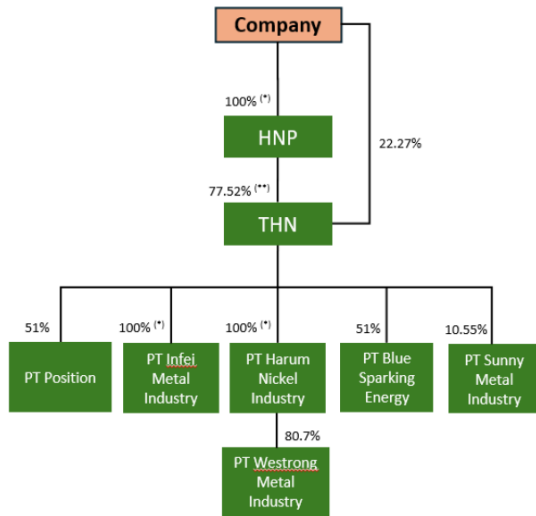 Company
100% (*)
HNP
22.27%
77.52% (**)
THN
51%
100% (*)
100% (*)
51%
10.55%
PT Position
PT Infei
Metal
Industry
PT Harum
Nickel
Industry
PT Blue
Sparking
Energy
PT Sunny
Metal
Industry
80.7%
PT Westrong
Metal
Industry